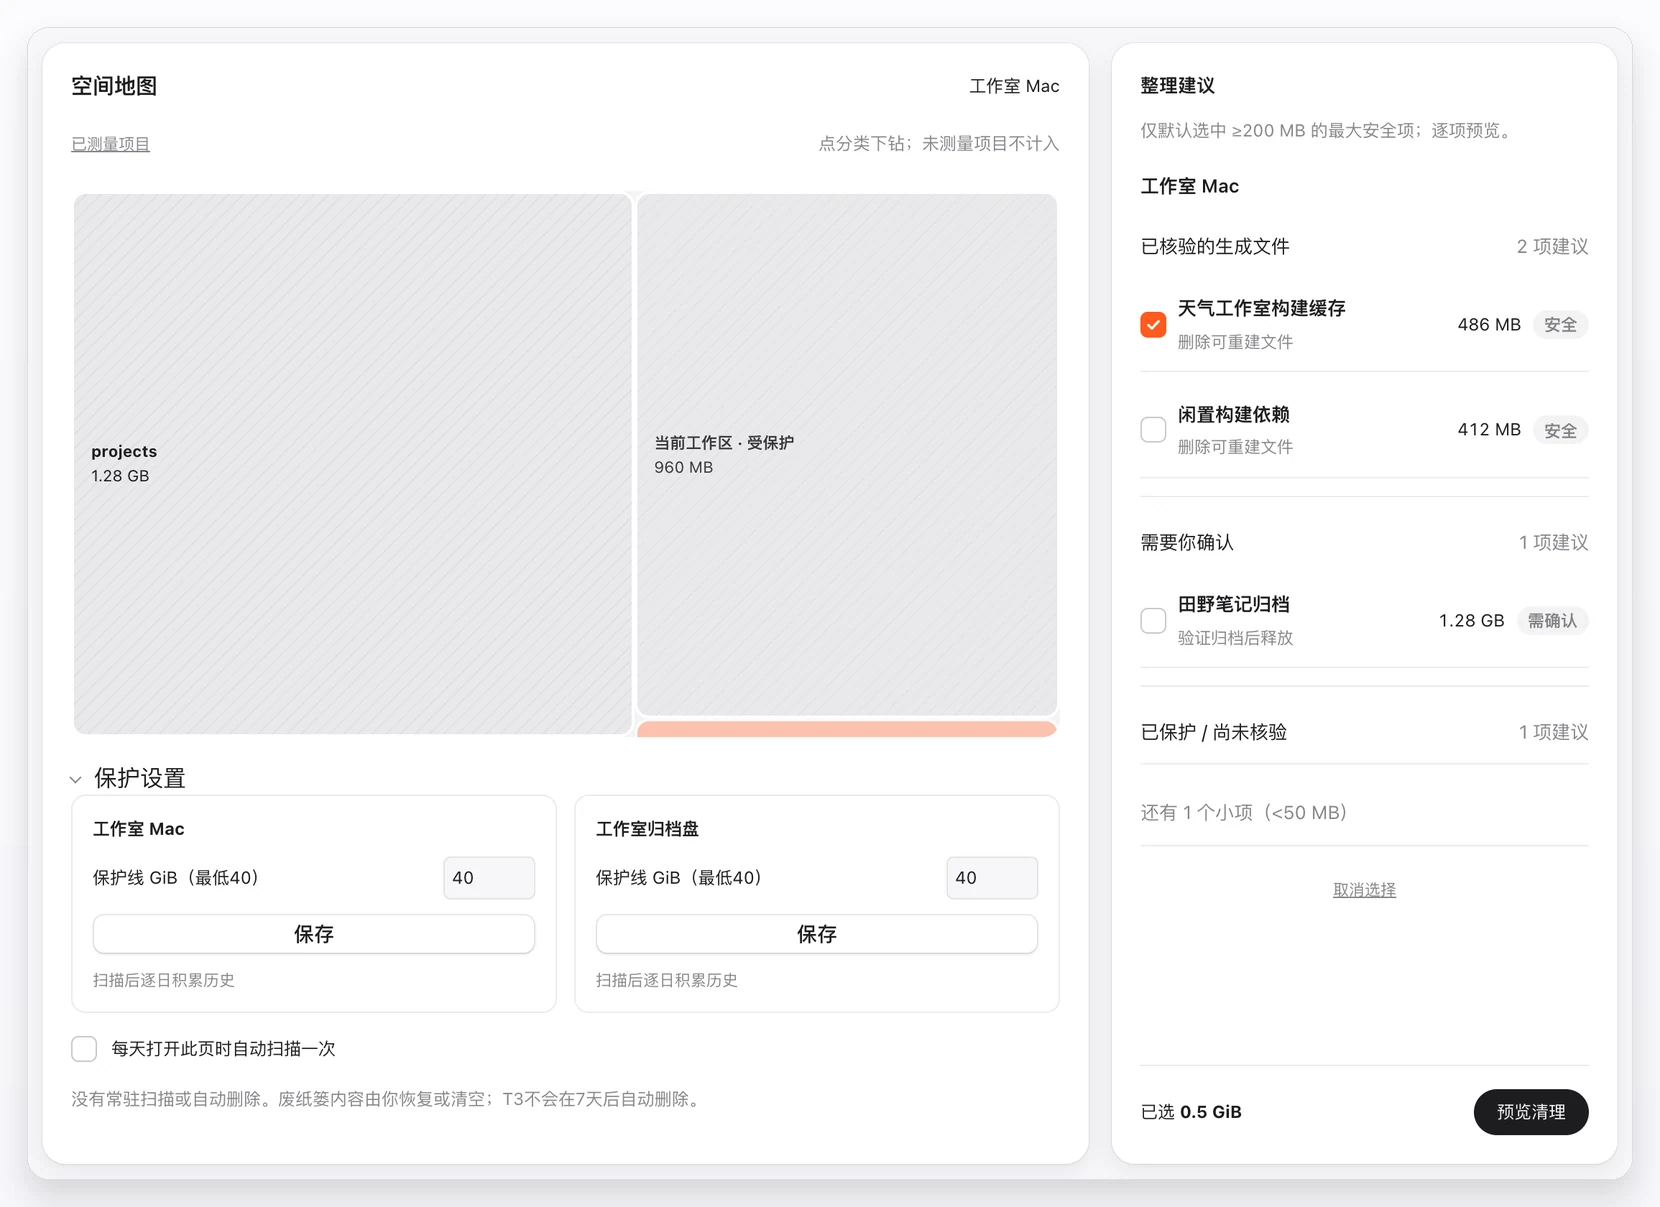 空间地图
工作室 Mac
已测量项目
点分类下钻；未测量项目不计入
projects
1.28 GB
当前工作区 · 受保护
960 MB
保护设置
工作室 Mac
保护线 GiB（最低40）
40
保存
扫描后逐日积累历史
工作室归档盘
保护线 GiB（最低40）
40
保存
扫描后逐日积累历史
每天打开此页时自动扫描一次
没有常驻扫描或自动删除。废纸篓内容由你恢复或清空；T3不会在7天后自动删除。
整理建议
仅默认选中 ≥200 MB 的最大安全项；逐项预览。
工作室 Mac
已核验的生成文件
2 项建议
天气工作室构建缓存
删除可重建文件
486 MB
安全
闲置构建依赖
删除可重建文件
412 MB
安全
需要你确认
1 项建议
田野笔记归档
验证归档后释放
1.28 GB
需确认
已保护 / 尚未核验
1 项建议
还有 1 个小项（<50 MB）
取消选择
已选 0.5 GiB
预览清理